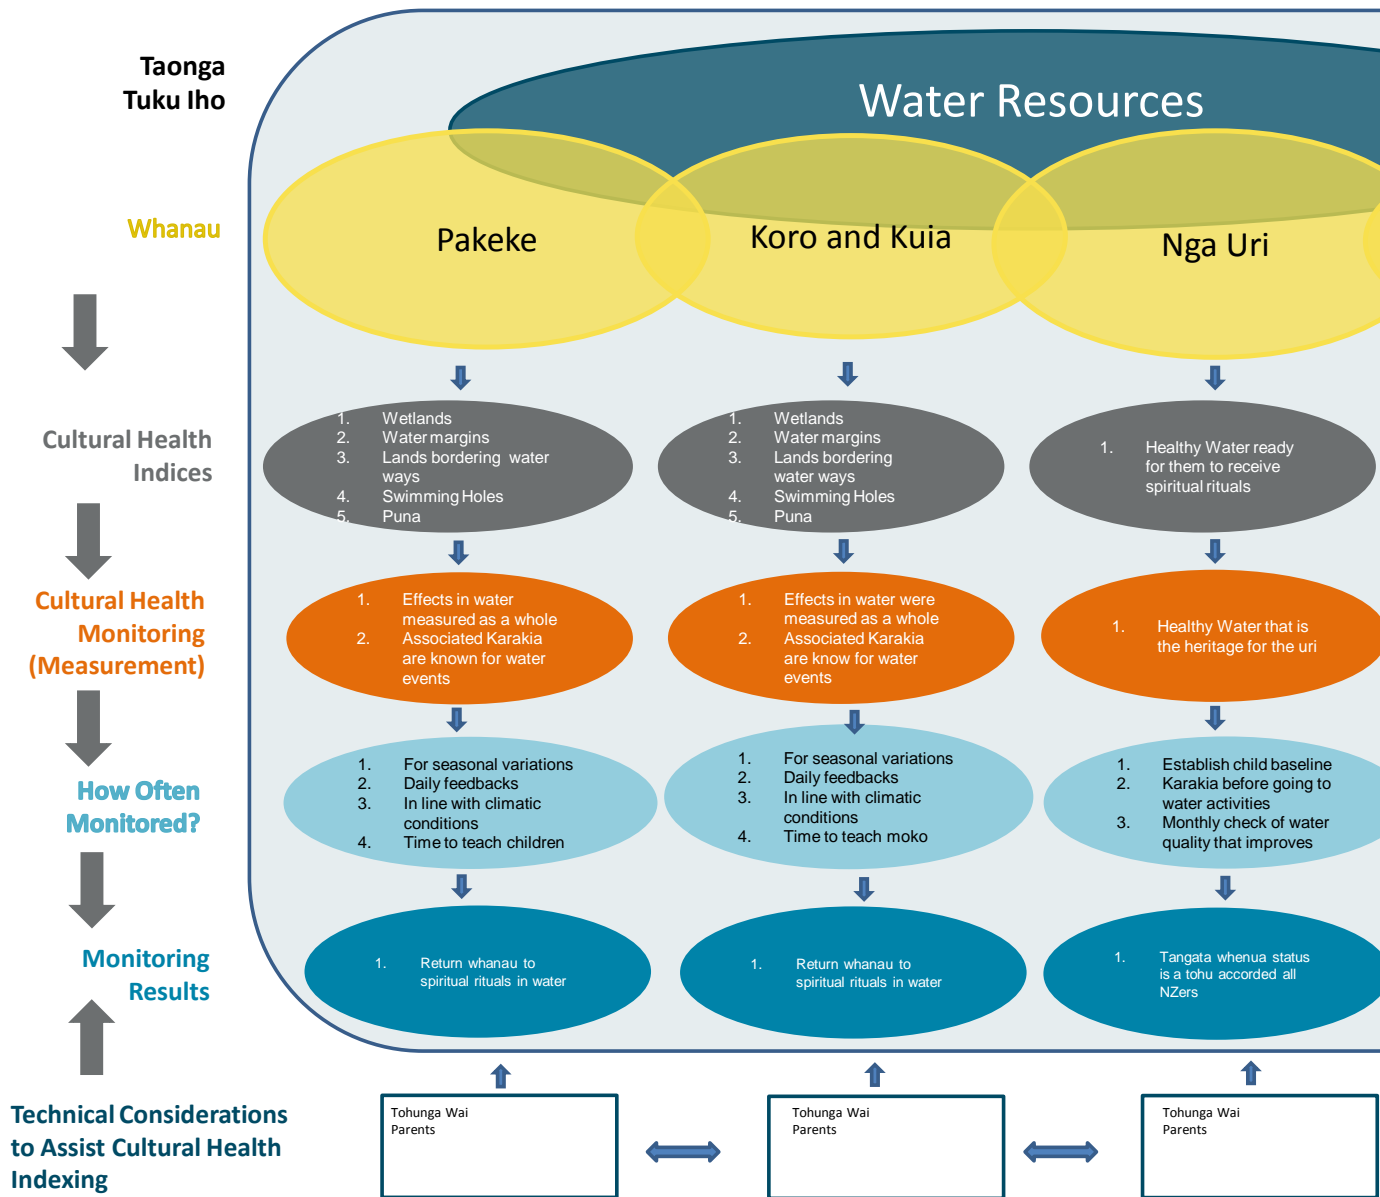 Taonga
Tuku Iho
Water Resources
Whanau
Pakeke
Koro and Kuia
Nga Uri
Cultural Health
Indices
1. Wetlands
2. Water margins
3. Lands bordering water
ways
4. Swimming Holes
5. Puna
1. Wetlands
2. Water margins
3. Lands bordering
water ways
4. Swimming Holes
5. Puna
1. Healthy Water ready
for them to receive
spiritual rituals
Cultural Health
Monitoring
(Measurement)
1. Effects in water
measured as a whole
2. Associated Karakia
are known for water
events
1. Effects in water were
measured as a whole
2. Associated Karakia
are know for water
events
1. Healthy Water that is
the heritage for the uri
How Often
Monitored?
1. For seasonal variations
2. Daily feedbacks
3. In line with climatic
conditions
4. Time to teach children
1. For seasonal variations
2. Daily feedbacks
3. In line with climatic
conditions
4. Time to teach moko
1. Establish child baseline
2. Karakia before going to
water activities
3. Monthly check of water
quality that improves
Monitoring
Results
1. Return whanau to
spiritual rituals in water
1. Return whanau to
spiritual rituals in water
1. Tangata whenua status
is a tohu accorded all
NZers
Technical Considerations
to Assist Cultural Health
Indexing
Tohunga Wai
Parents
Tohunga Wai
Parents
Tohunga Wai
Parents